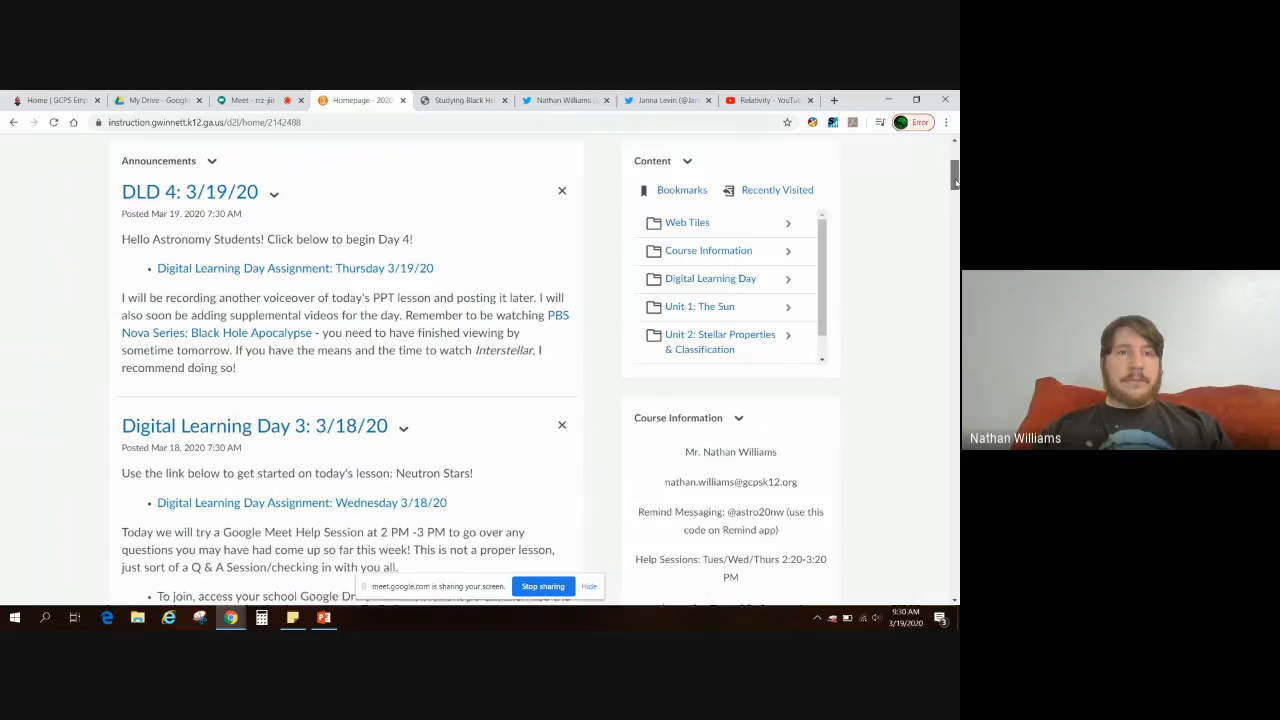 Home | GCPS Emp
My Drive - Google
Meet - rrz-jiir
Homepage - 2020
Studying Black Ho
Nathan Williams (
Janna Levin (@Jan
Relativity - YouTu
instruction.gwinnett.k12.ga.us/d2l/home/2142488
Error
Announcements
DLD 4: 3/19/20
Posted Mar 19, 2020 7:30 AM
Hello Astronomy Students! Click below to begin Day 4!
• Digital Learning Day Assignment: Thursday 3/19/20
I will be recording another voiceover of today's PPT lesson and posting it later. I will
also soon be adding supplemental videos for the day. Remember to be watching PBS
Nova Series: Black Hole Apocalypse - you need to have finished viewing by
sometime tomorrow. If you have the means and the time to watch Interstellar, I
recommend doing so!
Digital Learning Day 3: 3/18/20
Posted Mar 18, 2020 7:30 AM
Use the link below to get started on today's lesson: Neutron Stars!
• Digital Learning Day Assignment: Wednesday 3/18/20
Today we will try a Google Meet Help Session at 2 PM -3 PM to go over any
questions you may have had come up so far this week! This is not a proper lesson,
just sort of a Q & A Session/checking in with you all.
• To join, access your school Google Dr
Content
Bookmarks
Recently Visited
Web Tiles
Course Information
Digital Learning Day
Unit 1: The Sun
Unit 2: Stellar Properties
& Classification
Course Information
Mr. Nathan Williams
nathan.williams@gcpsk12.org
Remind Messaging: @astro20nw (use this
code on Remind app)
Help Sessions: Tues/Wed/Thurs 2:20-3:20
PM
meet.google.com is sharing your screen.
Stop sharing
Hide
9:30 AM
3/19/2020
3
Nathan Williams